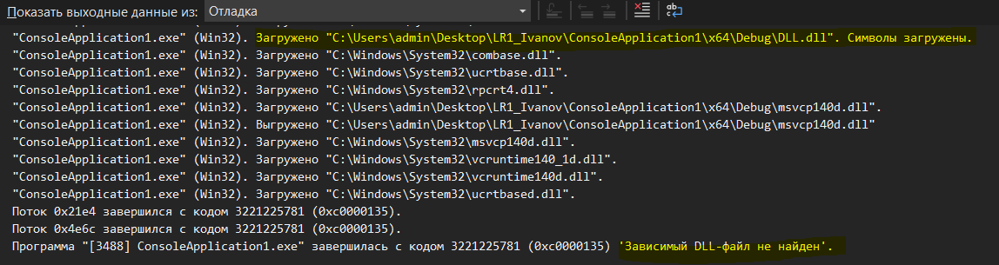 Показать выходные данные из: Отладка
"ConsoleApplication1.exe" (Win32). Загружено "C:\Users\admin\Desktop\LR1_Ivanov\ConsoleApplication1\x64\Debug\DLL.dll". Символы загружены.
"ConsoleApplication1.exe" (Win32). Загружено "C:\Windows\System32\combase.dll".
"ConsoleApplication1.exe" (Win32). Загружено "C:\Windows\System32\ucrtbase.dll".
"ConsoleApplication1.exe" (Win32). Загружено "C:\Windows\System32\rpcrt4.dll".
"ConsoleApplication1.exe" (Win32). Загружено "C:\Users\admin\Desktop\LR1_Ivanov\ConsoleApplication1\x64\Debug\msvcp140d.dll".
"ConsoleApplication1.exe" (Win32). Выгружено "C:\Users\admin\Desktop\LR1_Ivanov\ConsoleApplication1\x64\Debug\msvcp140d.dll"
"ConsoleApplication1.exe" (Win32). Загружено "C:\Windows\System32\msvcp140d.dll".
"ConsoleApplication1.exe" (Win32). Загружено "C:\Windows\System32\vcruntime140_1d.dll".
"ConsoleApplication1.exe" (Win32). Загружено "C:\Windows\System32\vcruntime140d.dll".
"ConsoleApplication1.exe" (Win32). Загружено "C:\Windows\System32\ucrtbased.dll".
Поток 0x21e4 завершился с кодом 3221225781 (0xc0000135).
Поток 0x4e6c завершился с кодом 3221225781 (0xc0000135).
Программа "[3488] ConsoleApplication1.exe" завершилась с кодом 3221225781 (0xc0000135) 'Зависимый DLL-файл не найден'.